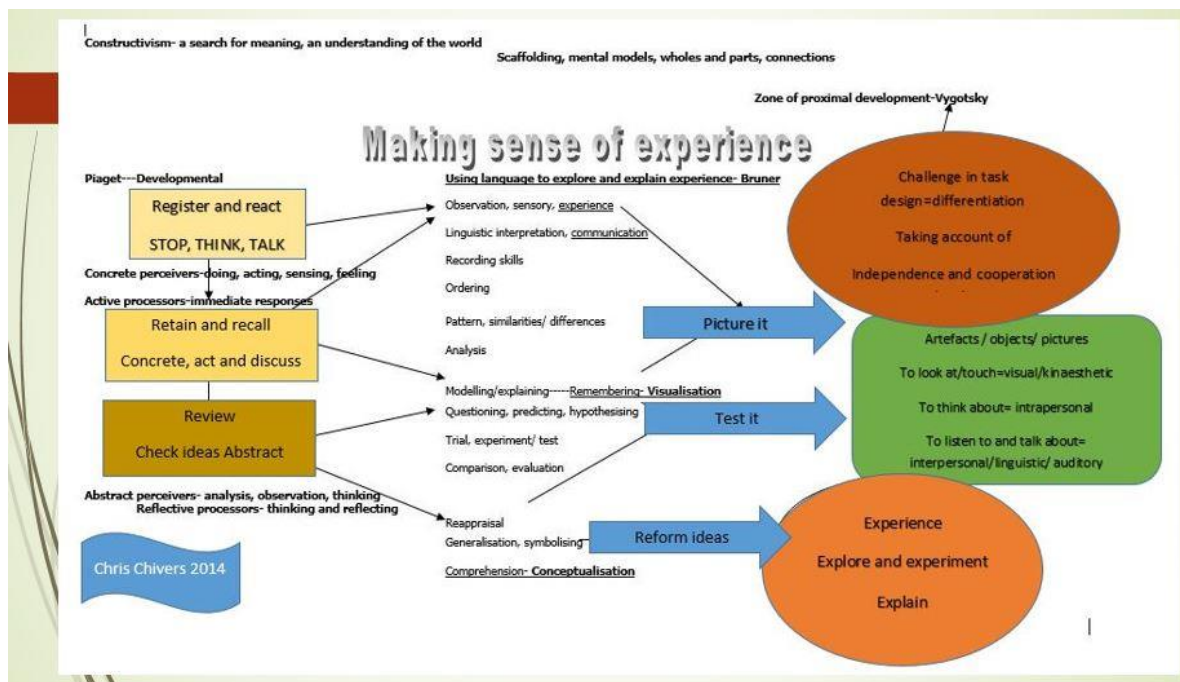 Constructivism- a search for meaning, an understanding of the world
Scaffolding, mental models, wholes and parts, connections
Zone of proximal development-Vygotsky
Making sense of experience
Piaget---Developmental
Register and react
STOP, THINK, TALK
Concrete perceivers-doing, acting, sensing, feeling
Active processors-immediate responses
Retain and recall
Concrete, act and discuss
Review
Check ideas Abstract
Abstract perceivers- analysis, observation, thinking
Reflective processors- thinking and reflecting
Chris Chivers 2014
Using language to explore and explain experience- Bruner
Observation, sensory, experience
Linguistic interpretation, communication
Recording skills
Ordering
Pattern, similarities/ differences
Analysis
Modelling/explaining-----Remembering- Visualisation
Questioning, predicting, hypothesising
Trial, experiment/ test
Comparison, evaluation
Reappraisal
Generalisation, symbolising
Comprehension- Conceptualisation
Picture it
Test it
Reform ideas
Challenge in task
design=differentiation
Taking account of
Independence and cooperation
Artefacts / objects/ pictures
To look at/touch=visual/kinaesthetic
To think about= intrapersonal
To listen to and talk about=
interpersonal/linguistic/ auditory
Experience
Explore and experiment
Explain